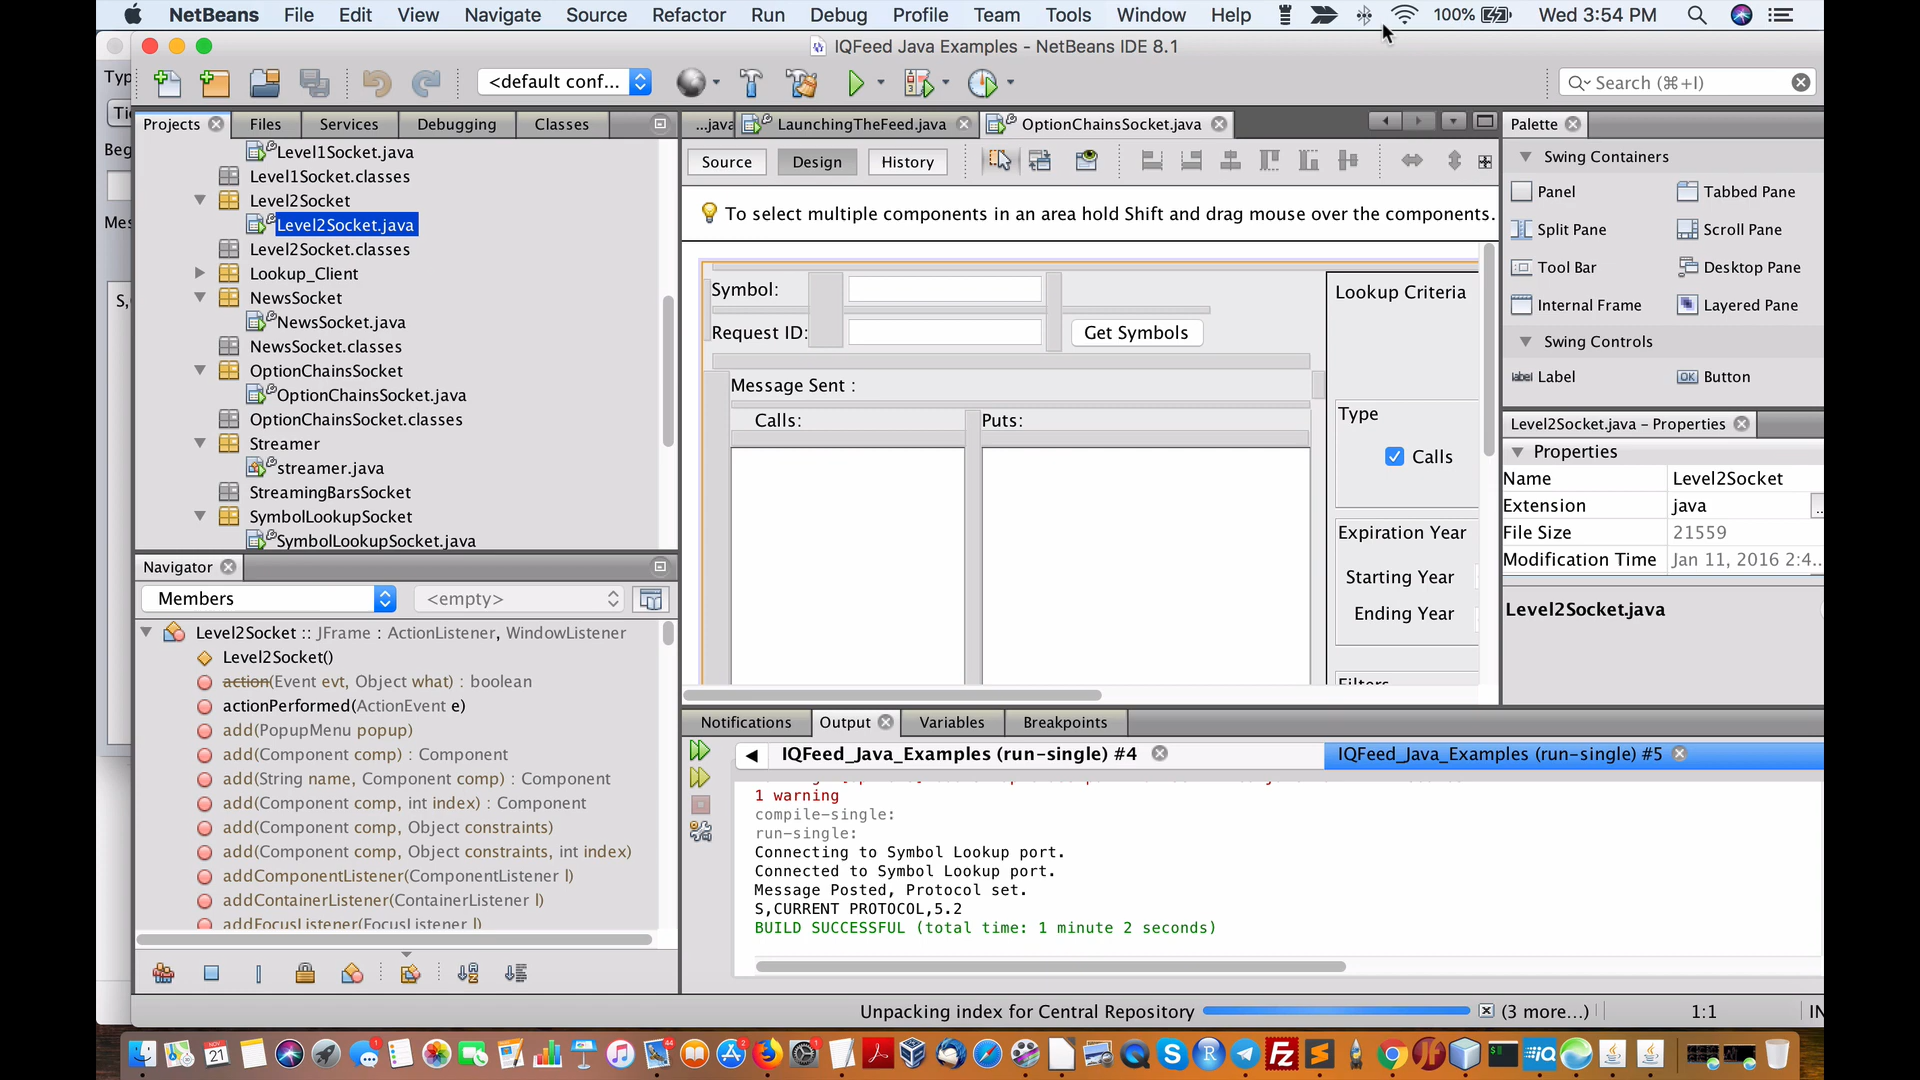 NetBeans File Edit View Navigate Source Refactor Run Debug Profile Team Tools Window Help 100% Wed 3:54 PM
IQFeed Java Examples - NetBeans IDE 8.1
<default conf...
Search (⌘+I)
Projects Files Services Debugging Classes
...java LaunchingTheFeed.java OptionChainsSocket.java
Source Design History
To select multiple components in an area hold Shift and drag mouse over the components.
Level1Socket.java
Level1Socket.classes
Level2Socket
Level2Socket.java
Level2Socket.classes
Lookup_Client
NewsSocket
NewsSocket.java
NewsSocket.classes
OptionChainsSocket
OptionChainsSocket.java
OptionChainsSocket.classes
Streamer
streamer.java
StreamingBarsSocket
SymbolLookupSocket
SymbolLookupSocket.java
Symbol:
Request ID: Get Symbols
Message Sent :
Calls: Puts:
Lookup Criteria
Type
Calls
Expiration Year
Starting Year
Ending Year
Filters
Palette
Swing Containers
Panel Tabbed Pane
Split Pane Scroll Pane
Tool Bar Desktop Pane
Internal Frame Layered Pane
Swing Controls
label Label OK Button
Level2Socket.java - Properties
Properties
Name Level2Socket
Extension java ...
File Size 21559
Modification Time Jan 11, 2016 2:4...
Level2Socket.java
Navigator
Members <empty>
Level2Socket :: JFrame : ActionListener, WindowListener
Level2Socket()
action(Event evt, Object what) : boolean
actionPerformed(ActionEvent e)
add(PopupMenu popup)
add(Component comp) : Component
add(String name, Component comp) : Component
add(Component comp, int index) : Component
add(Component comp, Object constraints)
add(Component comp, Object constraints, int index)
addComponentListener(ComponentListener l)
addContainerListener(ContainerListener l)
addFocusListener(FocusListener l)
Notifications Output Variables Breakpoints
IQFeed_Java_Examples (run-single) #4 IQFeed_Java_Examples (run-single) #5
1 warning
compile-single:
run-single:
Connecting to Symbol Lookup port.
Connected to Symbol Lookup port.
Message Posted, Protocol set.
S,CURRENT PROTOCOL,5.2
BUILD SUCCESSFUL (total time: 1 minute 2 seconds)
Unpacking index for Central Repository (3 more...) 1:1 IN
Typ
Tic
Beg
Mes
S,
NOV
21